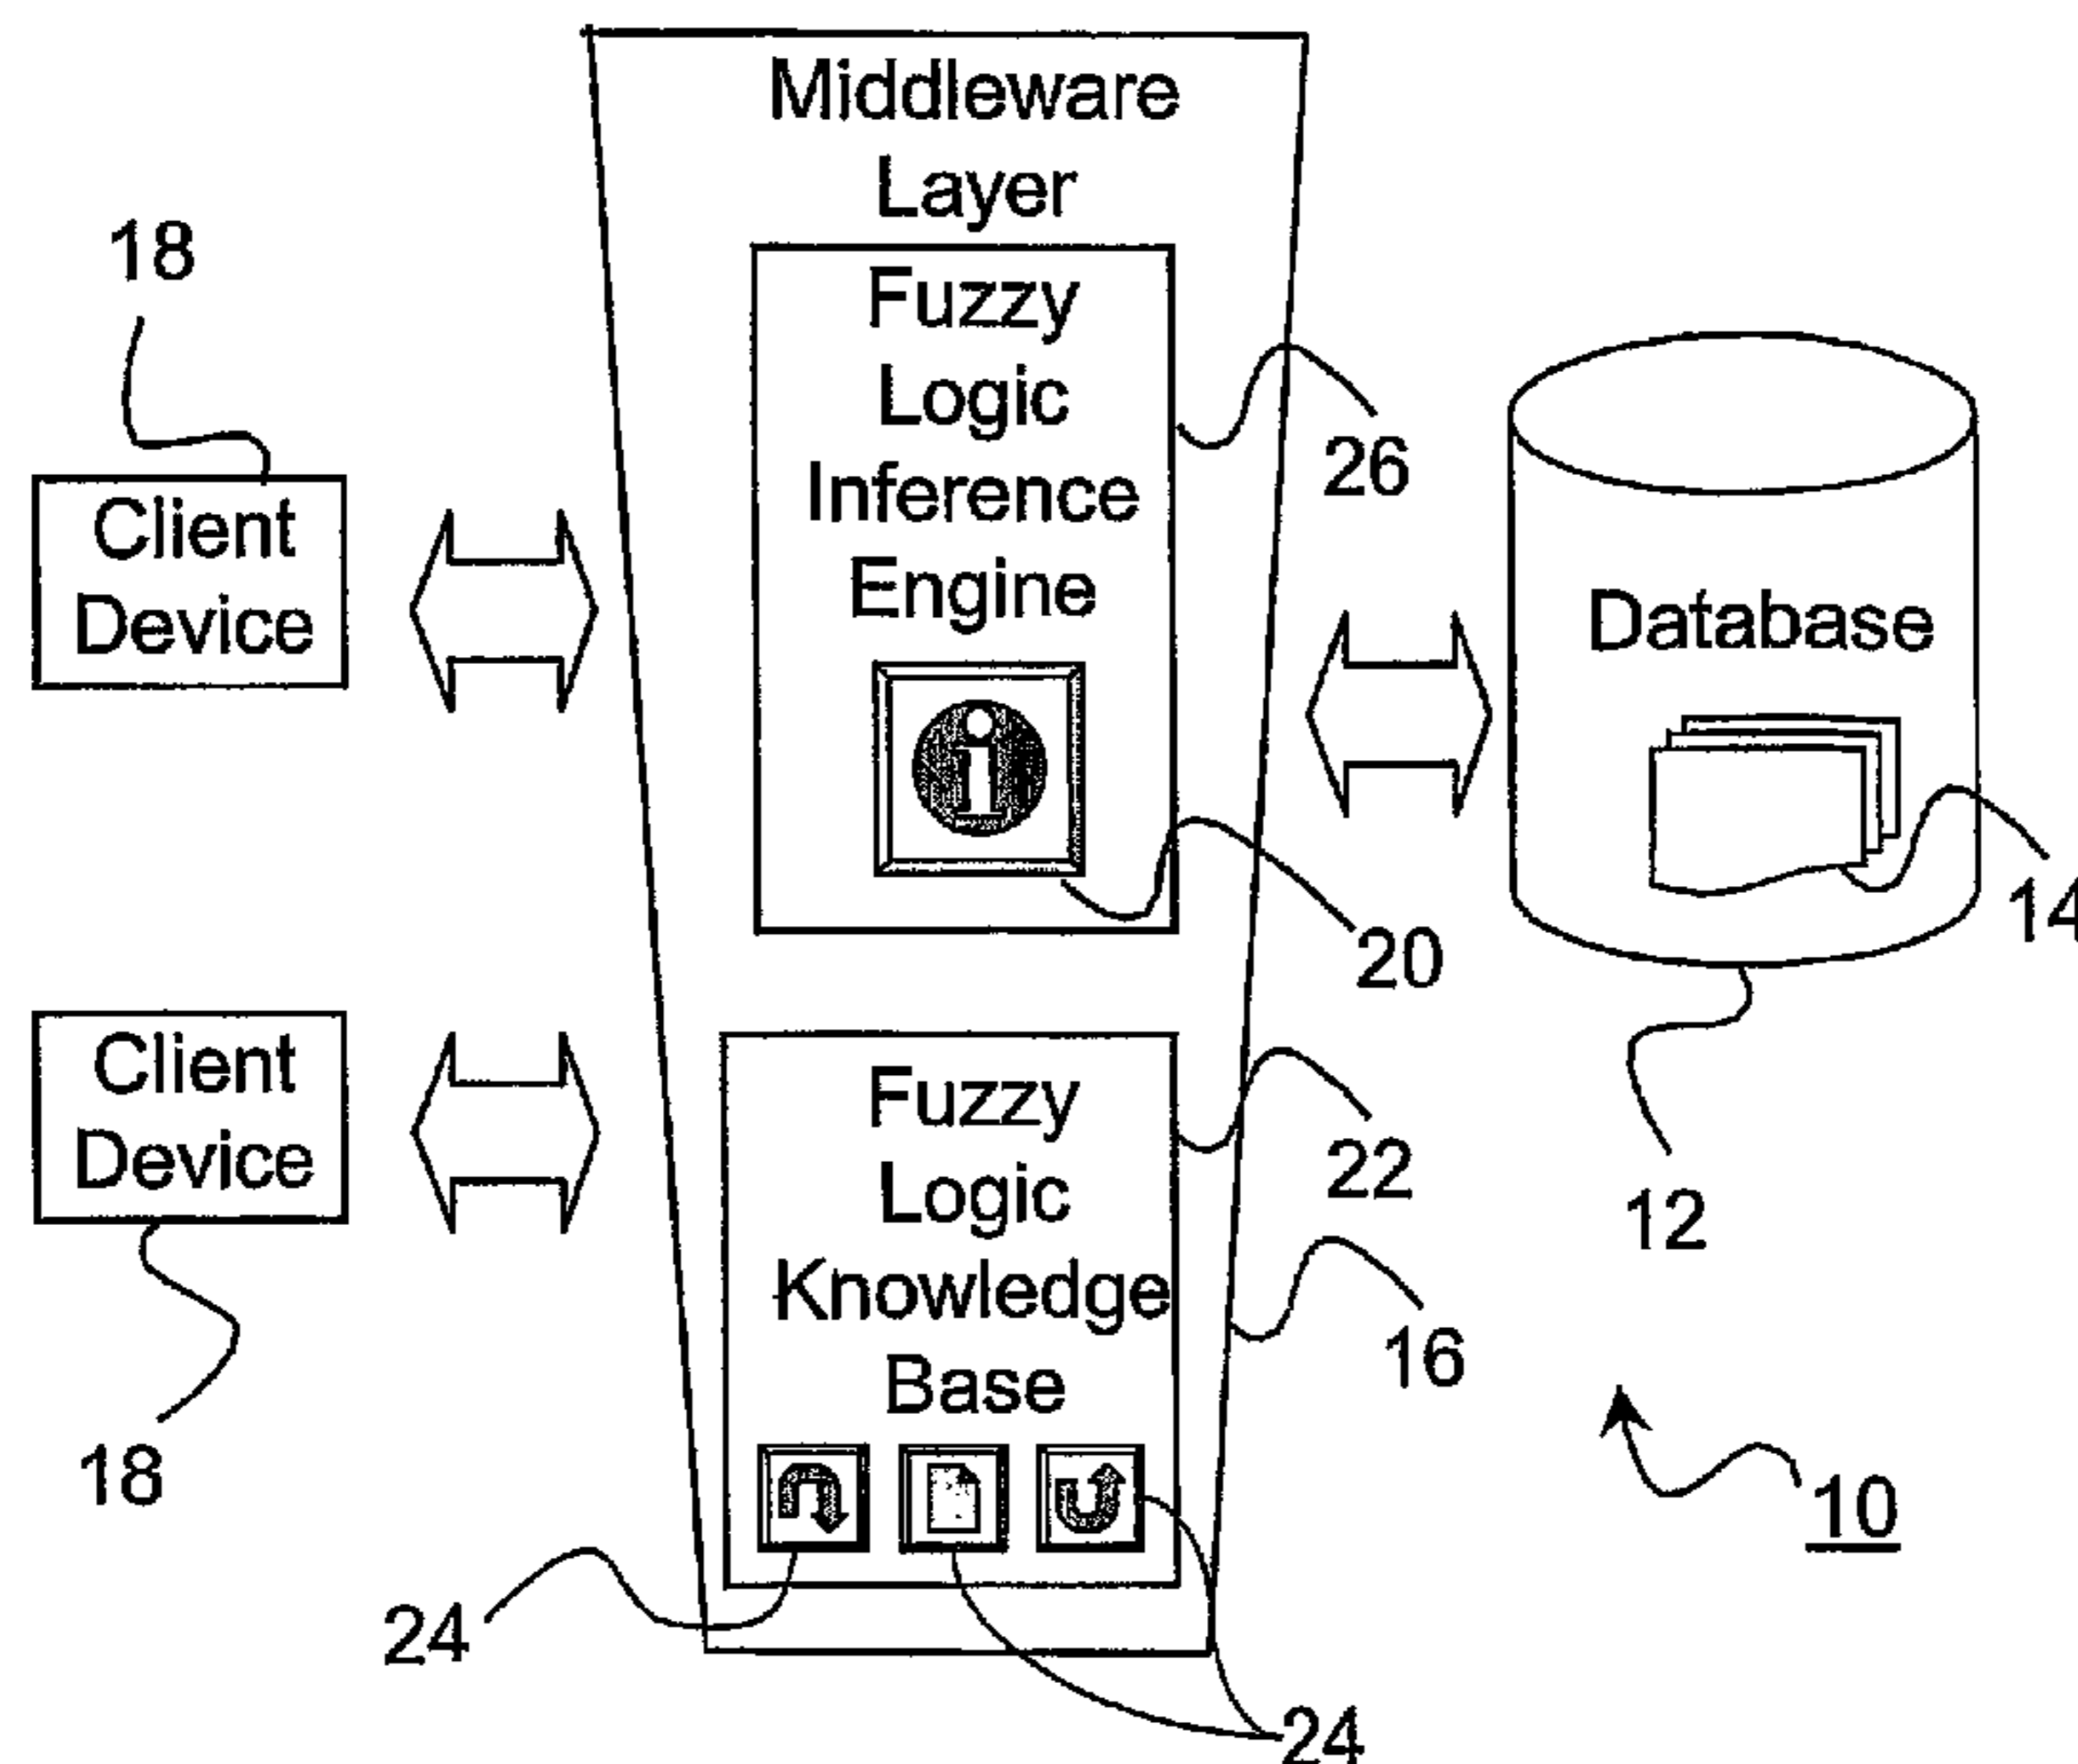 Middleware
Layer
18
Fuzzy
Logic
Inference
Engine
26
Client
Device
Database
14
20
12
Client
Device
18
Fuzzy
Logic
Knowledge
Base
22
16
10
24
24